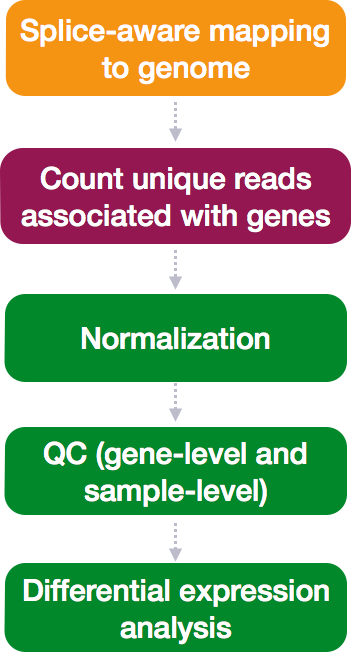 Splice-aware mapping
to genome
Count unique reads
associated with genes
Normalization
QC (gene-level and
sample-level)
Differential expression
analysis